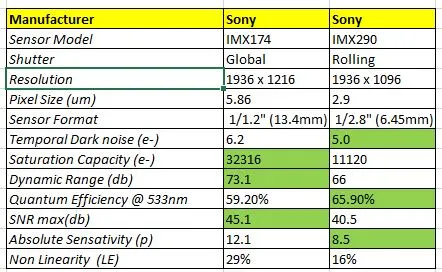 Manufacturer Sony Sony
Sensor Model IMX174 IMX290
Shutter Global Rolling
Resolution 1936 x 1216 1936 x 1096
Pixel Size (um) 5.86 2.9
Sensor Format 1/1.2" (13.4mm) 1/2.8" (6.45mm)
Temporal Dark noise (e-) 6.2 5.0
Saturation Capacity (e-) 32316 11120
Dynamic Range (db) 73.1 66
Quantum Efficiency @ 533nm 59.20% 65.90%
SNR max(db) 45.1 40.5
Absolute Sensativity (p) 12.1 8.5
Non Linearity (LE) 29% 16%